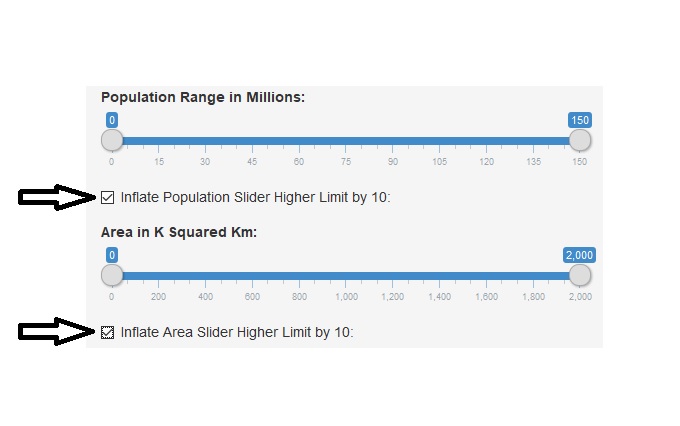 Population Range in Millions:
0 150
0 15 30 45 60 75 90 105 120 135 150
Inflate Population Slider Higher Limit by 10:
Area in K Squared Km:
0 2,000
0 200 400 600 800 1,000 1,200 1,400 1,600 1,800 2,000
Inflate Area Slider Higher Limit by 10: